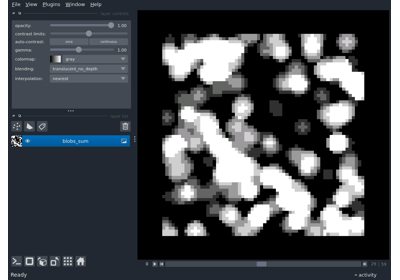 File View Plugins Window Help
opacity: 1.00
contrast limits:
auto-contrast: once continuous
gamma: 1.00
colormap: gray
blending: translucent_no_depth
interpolation: nearest
blobs_sum
Ready
activity